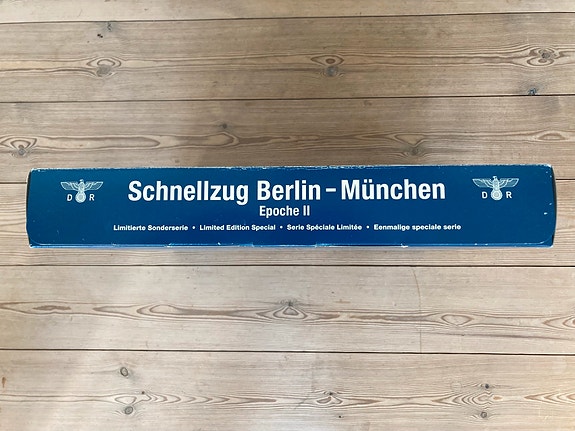 Schnellzug Berlin – München
Epoche II
D R
D R
Limitierte Sonderserie • Limited Edition Special • Serie Spéciale Limitée • Eenmalige speciale serie